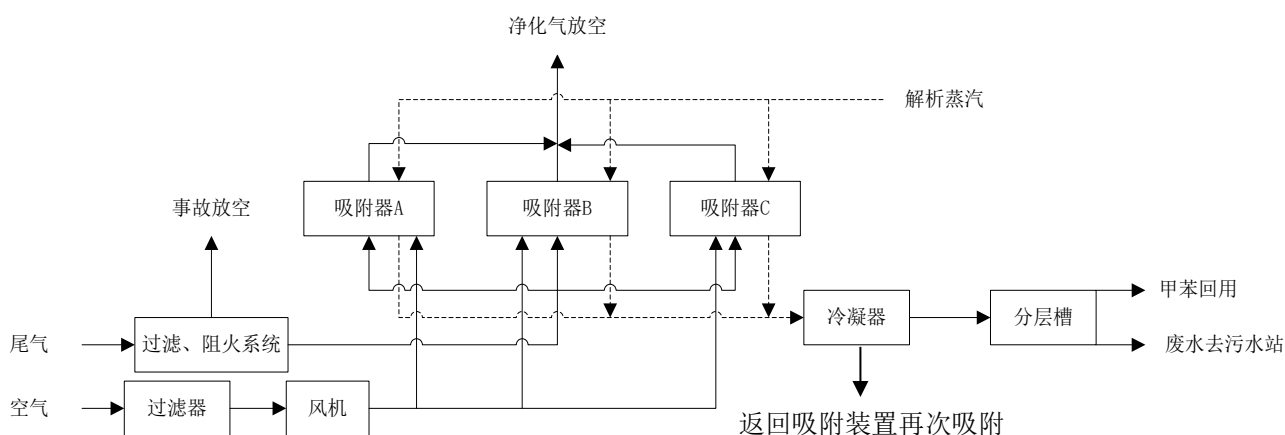 净化气放空
解析蒸汽
吸附器A
吸附器B
吸附器C
事故放空
甲苯回用
冷凝器
分层槽
尾气
过滤、阻火系统
废水去污水站
空气
过滤器
风机
返回吸附装置再次吸附